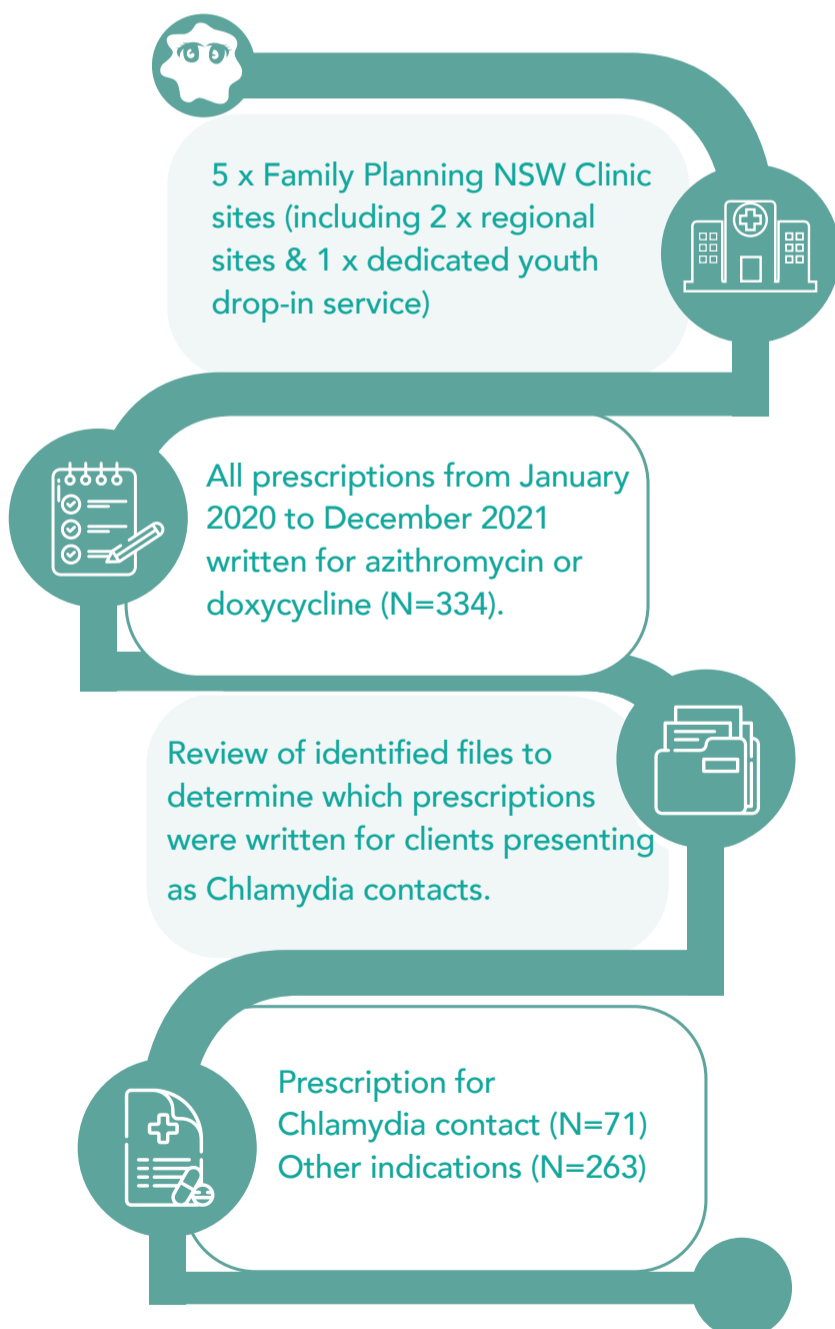 5 x Family Planning NSW Clinic
sites (including 2 x regional
sites & 1 x dedicated youth
drop-in service)
All prescriptions from January
2020 to December 2021
written for azithromycin or
doxycycline (N=334).
Review of identified files to
determine which prescriptions
were written for clients presenting
as Chlamydia contacts.
Prescription for
Chlamydia contact (N=71)
Other indications (N=263)